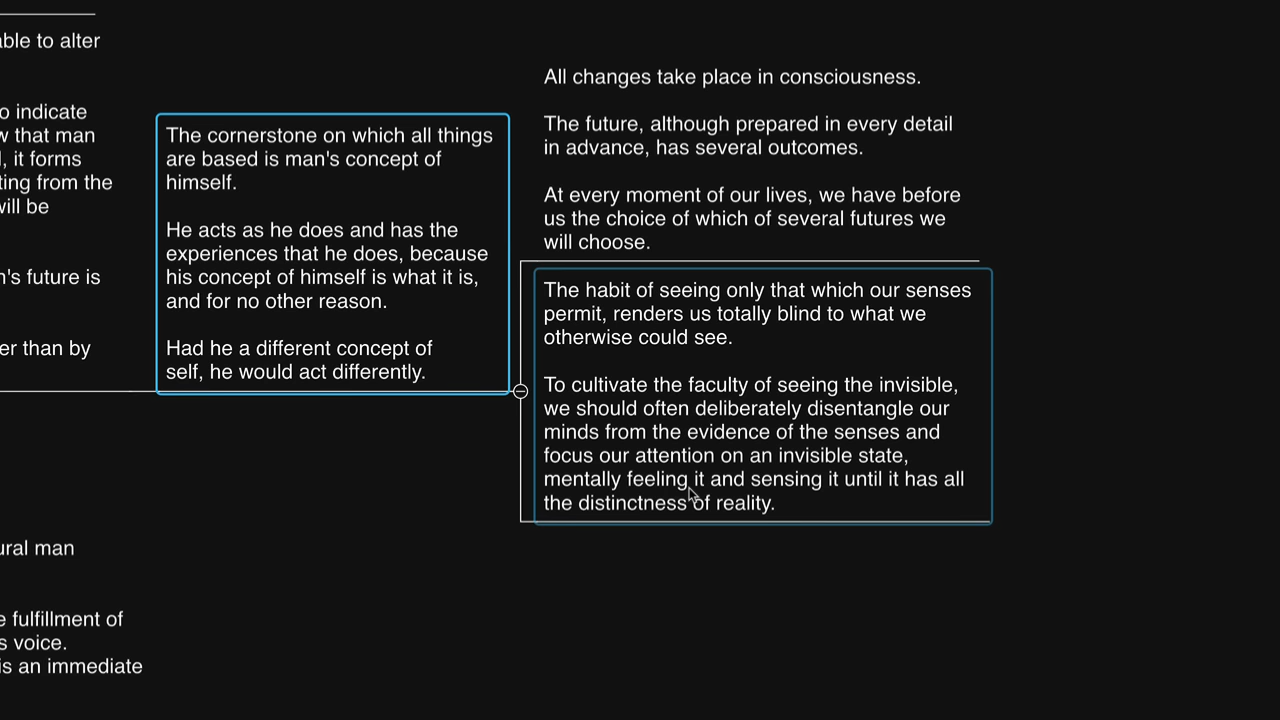 able to alter
o indicate
w that man
, it forms
ting from the
will be
n's future is
er than by
ural man
e fulfillment of
s voice.
is an immediate
The cornerstone on which all things
are based is man's concept of
himself.
He acts as he does and has the
experiences that he does, because
his concept of himself is what it is,
and for no other reason.
Had he a different concept of
self, he would act differently.
All changes take place in consciousness.
The future, although prepared in every detail
in advance, has several outcomes.
At every moment of our lives, we have before
us the choice of which of several futures we
will choose.
The habit of seeing only that which our senses
permit, renders us totally blind to what we
otherwise could see.
To cultivate the faculty of seeing the invisible,
we should often deliberately disentangle our
minds from the evidence of the senses and
focus our attention on an invisible state,
mentally feeling it and sensing it until it has all
the distinctness of reality.